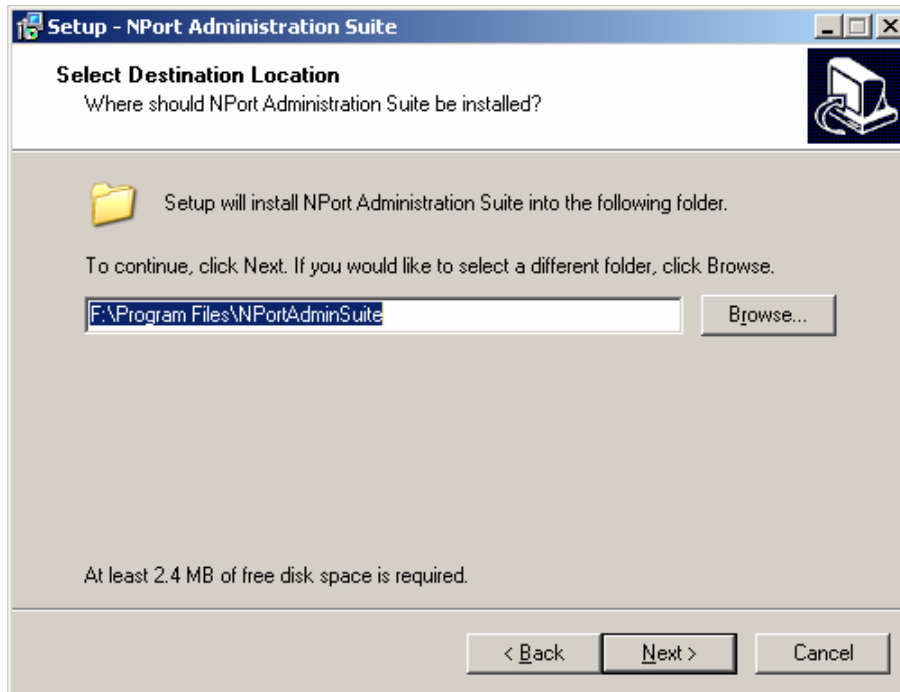 Setup - NPort Administration Suite
Select Destination Location
Where should NPort Administration Suite be installed?
Setup will install NPort Administration Suite into the following folder.
To continue, click Next. If you would like to select a different folder, click Browse.
F:\Program Files\NPortAdminSuite
Browse...
At least 2.4 MB of free disk space is required.
< Back
Next >
Cancel